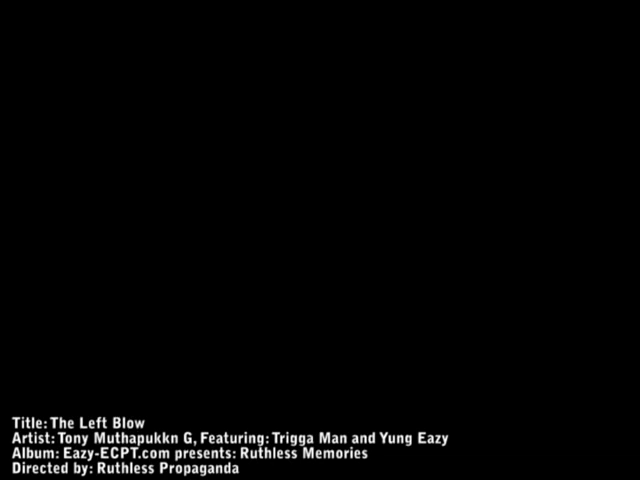 Title: The Left Blow
Artist: Tony Muthapukkn G, Featuring: Trigga Man and Yung Eazy
Album: Eazy-ECPT.com presents: Ruthless Memories
Directed by: Ruthless Propaganda